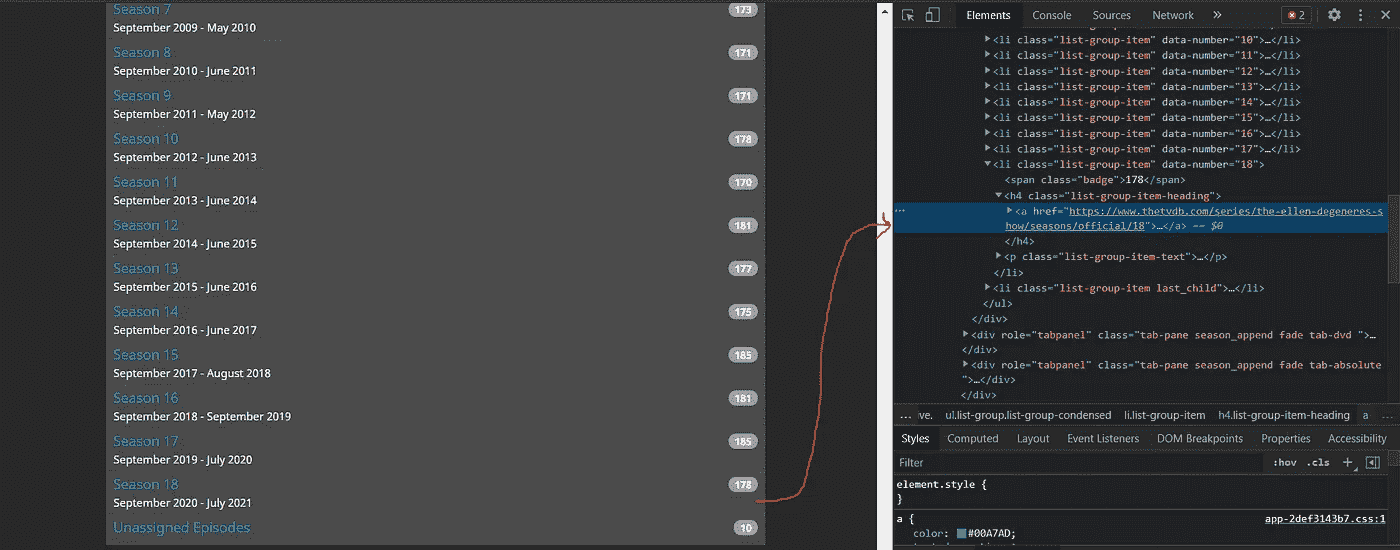 173
September 2009 - May 2010
Season 8
171
September 2010 - June 2011
Season 9
171
September 2011 - May 2012
Season 10
178
September 2012 - June 2013
Season 11
170
September 2013 - June 2014
Season 12
181
September 2014 - June 2015
Season 13
177
September 2015 - June 2016
Season 14
175
September 2016 - June 2017
Season 15
185
September 2017 - August 2018
Season 16
181
September 2018 - September 2019
Season 17
185
September 2019 - July 2020
Season 18
178
September 2020 - July 2021
Unassigned Episodes
10
Elements Console Sources Network » 2
<li class="list-group-item" data-number="10">…</li>
<li class="list-group-item" data-number="11">…</li>
<li class="list-group-item" data-number="12">…</li>
<li class="list-group-item" data-number="13">…</li>
<li class="list-group-item" data-number="14">…</li>
<li class="list-group-item" data-number="15">…</li>
<li class="list-group-item" data-number="16">…</li>
<li class="list-group-item" data-number="17">…</li>
<li class="list-group-item" data-number="18">
<span class="badge">178</span>
<h4 class="list-group-item-heading">
… <a href="https://www.thetvdb.com/series/the-ellen-degeneres-s
how/seasons/official/18">…</a> == $0
</h4>
<p class="list-group-item-text">…</p>
</li>
<li class="list-group-item last_child">…</li>
</ul>
</div>
<div role="tabpanel" class="tab-pane season_append fade tab-dvd ">…
</div>
<div role="tabpanel" class="tab-pane season_append fade tab-absolute
">…</div>
</div>
… ive. ul.list-group.list-group-condensed li.list-group-item h4.list-group-item-heading a …
Styles Computed Layout Event Listeners DOM Breakpoints Properties Accessibility
Filter :hov .cls +
element.style {
}
a { app-2def3143b7.css:1
color: #00A7AD;